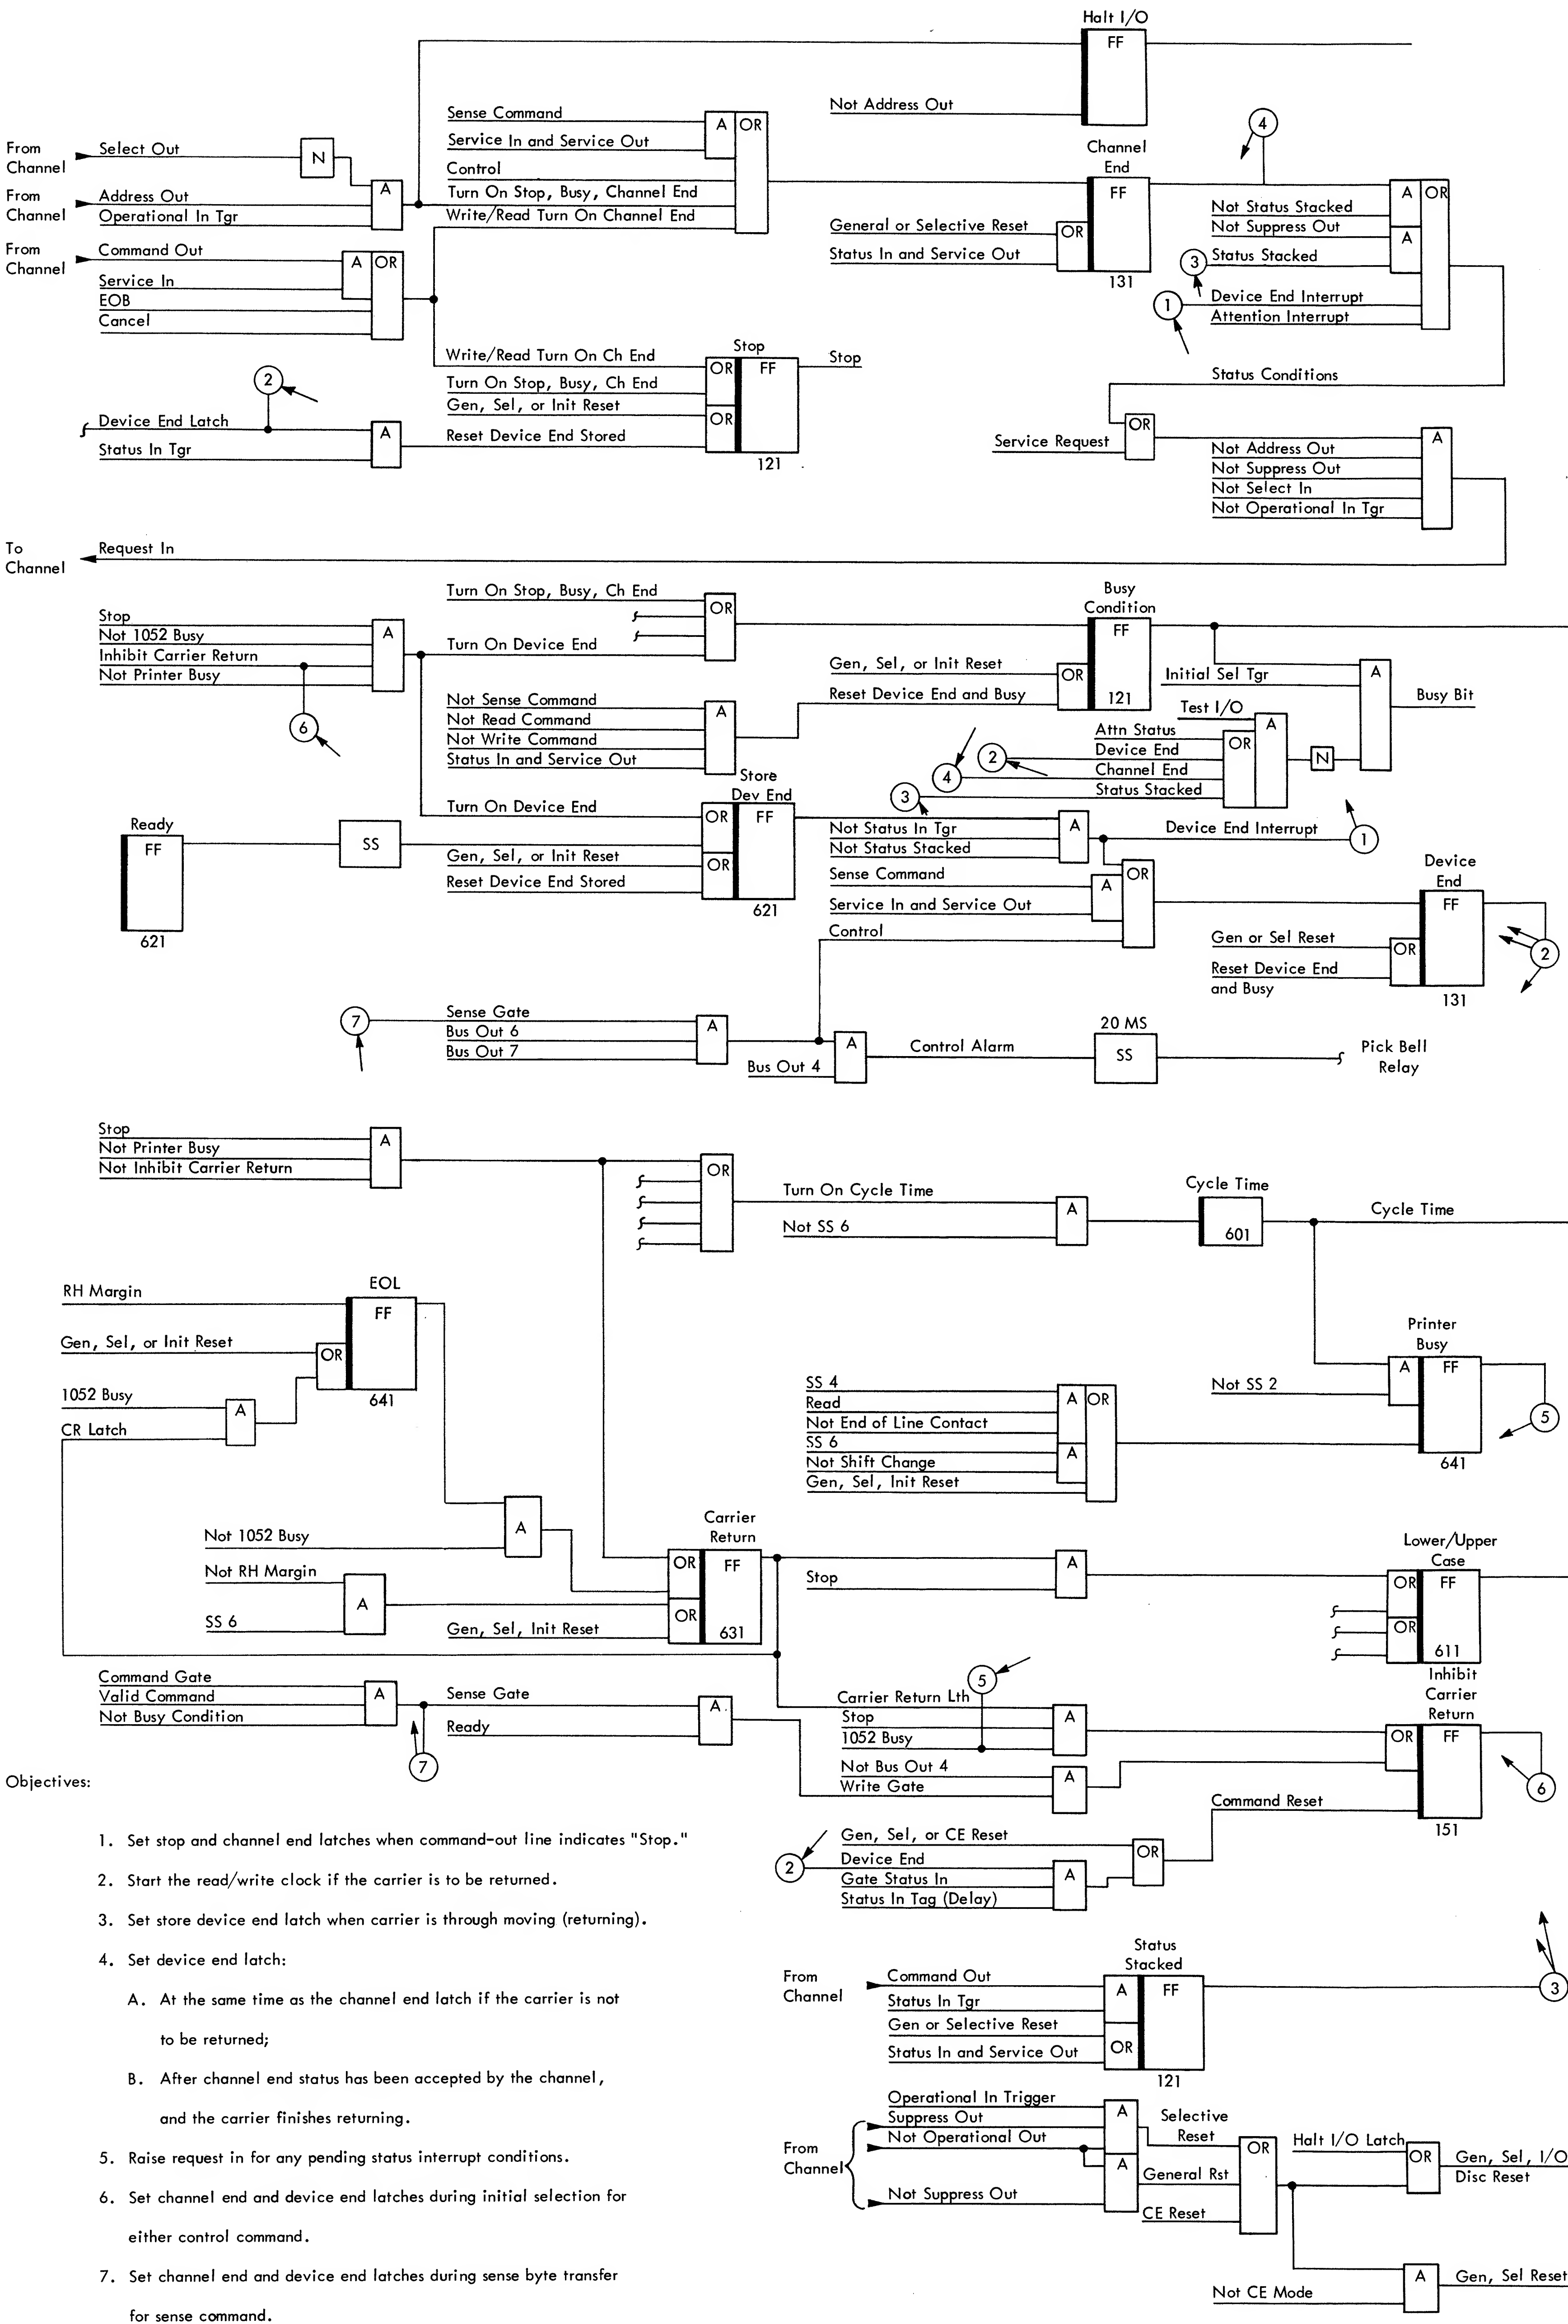 Halt I/O
FF
Not Address Out
From
Channel
Select Out
N
From
Channel
Address Out
Operational In Tgr
A
From
Channel
Command Out
Service In
EOB
Cancel
A OR
Sense Command
Service In and Service Out
Control
Turn On Stop, Busy, Channel End
Write/Read Turn On Channel End
A OR
Channel
End
FF
General or Selective Reset
Status In and Service Out
OR
131
4
Not Status Stacked
Not Suppress Out
Status Stacked
3
Device End Interrupt
1
Attention Interrupt
A OR
A
Write/Read Turn On Ch End
Turn On Stop, Busy, Ch End
Gen, Sel, or Init Reset
Reset Device End Stored
Stop
OR FF
OR
121
Stop
2
Device End Latch
Status In Tgr
A
Status Conditions
Service Request
OR
Not Address Out
Not Suppress Out
Not Select In
Not Operational In Tgr
A
To
Channel
Request In
Stop
Not 1052 Busy
Inhibit Carrier Return
Not Printer Busy
A
6
Turn On Stop, Busy, Ch End
Turn On Device End
OR
Busy
Condition
FF
Gen, Sel, or Init Reset
Reset Device End and Busy
OR
121
Not Sense Command
Not Read Command
Not Write Command
Status In and Service Out
A
Initial Sel Tgr
A
Busy Bit
Test I/O
A
Attn Status
Device End
Channel End
Status Stacked
OR
N
2
4
3
Store
Dev End
Turn On Device End
OR FF
Gen, Sel, or Init Reset
Reset Device End Stored
OR
621
Ready
FF
621
SS
Not Status In Tgr
Not Status Stacked
A
Device End Interrupt
1
Sense Command
Service In and Service Out
Control
A
OR
Device
End
FF
Gen or Sel Reset
Reset Device End
and Busy
OR
131
2
7
Sense Gate
Bus Out 6
Bus Out 7
A
Bus Out 4
A
Control Alarm
20 MS
SS
Pick Bell
Relay
Stop
Not Printer Busy
Not Inhibit Carrier Return
A
OR
Turn On Cycle Time
Not SS 6
A
Cycle Time
601
Cycle Time
RH Margin
EOL
FF
Gen, Sel, or Init Reset
OR
641
1052 Busy
CR Latch
A
Printer
Busy
A FF
Not SS 2
641
5
SS 4
Read
Not End of Line Contact
SS 6
Not Shift Change
Gen, Sel, Init Reset
A OR
A
Not 1052 Busy
A
Not RH Margin
SS 6
A
Carrier
Return
OR FF
OR
Gen, Sel, Init Reset
631
Stop
A
Lower/Upper
Case
OR FF
OR
611
Command Gate
Valid Command
Not Busy Condition
A
7
Sense Gate
Ready
A
5
Carrier Return Lth
Stop
1052 Busy
A
Not Bus Out 4
Write Gate
A
Inhibit
Carrier
Return
OR FF
6
Command Reset
151
Gen, Sel, or CE Reset
2
Device End
Gate Status In
Status In Tag (Delay)
A
OR
Objectives:
1. Set stop and channel end latches when command-out line indicates "Stop."
2. Start the read/write clock if the carrier is to be returned.
3. Set store device end latch when carrier is through moving (returning).
4. Set device end latch:
A. At the same time as the channel end latch if the carrier is not
to be returned;
B. After channel end status has been accepted by the channel,
and the carrier finishes returning.
5. Raise request in for any pending status interrupt conditions.
6. Set channel end and device end latches during initial selection for
either control command.
7. Set channel end and device end latches during sense byte transfer
for sense command.
From
Channel
Command Out
Status In Tgr
Gen or Selective Reset
Status In and Service Out
Status
Stacked
A FF
OR
121
3
Operational In Trigger
Suppress Out
Not Operational Out
Not Suppress Out
From
Channel
A
A
Selective
Reset
General Rst
CE Reset
OR
Halt I/O Latch
OR
Gen, Sel, I/O
Disc Reset
Not CE Mode
A
Gen, Sel Reset